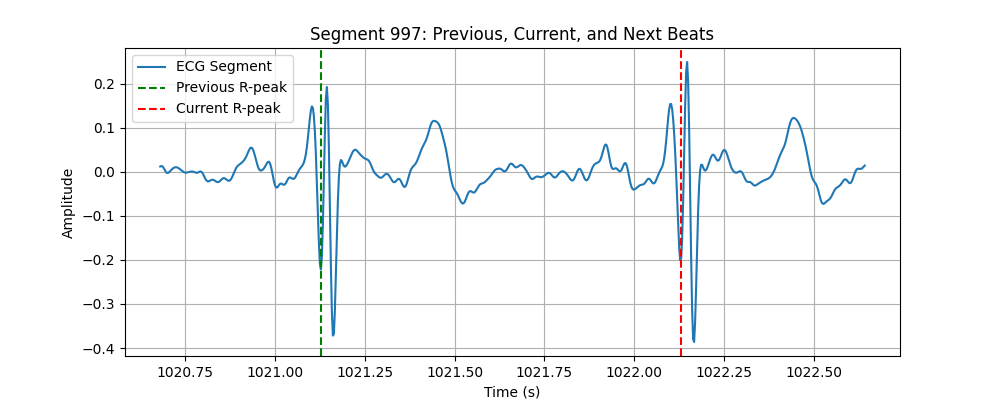 Segment 997: Previous, Current, and Next Beats
ECG Segment
Previous R-peak
Current R-peak
Amplitude
0.2
0.1
0.0
−0.1
−0.2
−0.3
−0.4
1020.75 1021.00 1021.25 1021.50 1021.75 1022.00 1022.25 1022.50
Time (s)